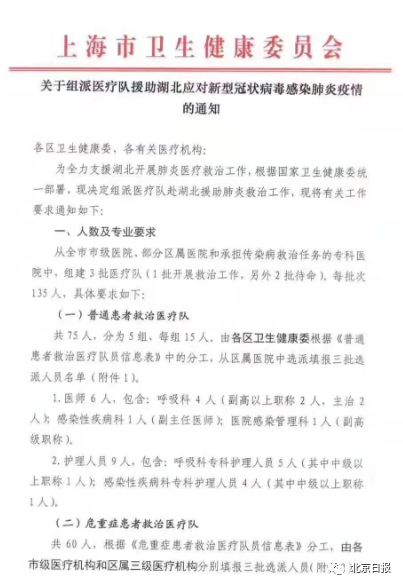 上海市卫生健康委员会
关于组派医疗队援助湖北应对新型冠状病毒感染肺炎疫情
的通知
各区卫生健康委、各有关医疗机构：
为全力支援湖北开展肺炎医疗救治工作，根据国家卫生健康委统
一部署，现决定组派医疗队赴湖北援助肺炎救治工作，现将有关工作
要求通知如下：
一、人数及专业要求
从全市市级医院，部分区属医院和承担传染病救治任务的专科医
院中，组建3批医疗队（1批开展救治工作，另外2批待命），每批次
135人，具体要求如下：
（一）普通患者救治医疗队
共75人，分为5组，每组15人，由各区卫生健康委根据《普通
患者救治医疗队员信息表》中的分工，从区属医院中选派填报三批选
派人员名单（附件1）。
1.医师6人，包含：呼吸科4人（副高以上职称2人，主治2
人）；感染性疾病科1人（副主任医师）；医院感染管理科1人（副高
级职称）。
2.护理人员9人，包含：呼吸科专科护理人员5人（其中中级以
上职称1人）；感染性疾病科专科护理人员4人（其中中级以上职称
1人）。
（二）危重症患者救治医疗队
共60人，根据《危重症患者救治医疗队员信息表》分工，由各
市级医疗机构和区属三级医疗机构分别填报三批选派人员（附
北京日报